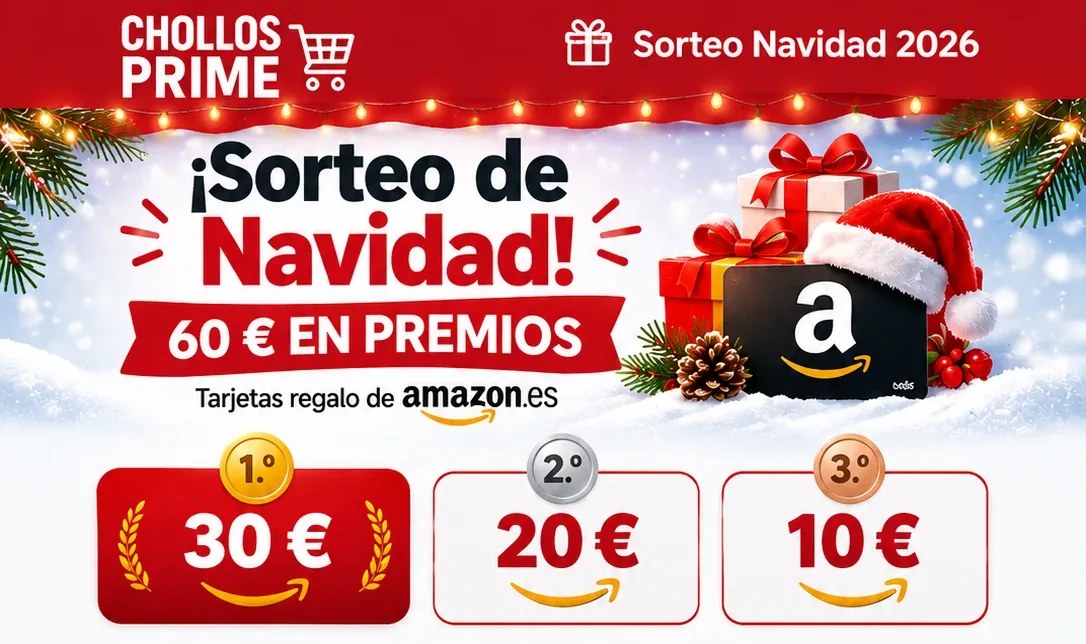 CHOLLOS
PRIME
Sorteo Navidad 2026
¡Sorteo de
Navidad!
60 € EN PREMIOS
Tarjetas regalo de amazon.es
a
1.º
30 €
2.º
20 €
3.º
10 €